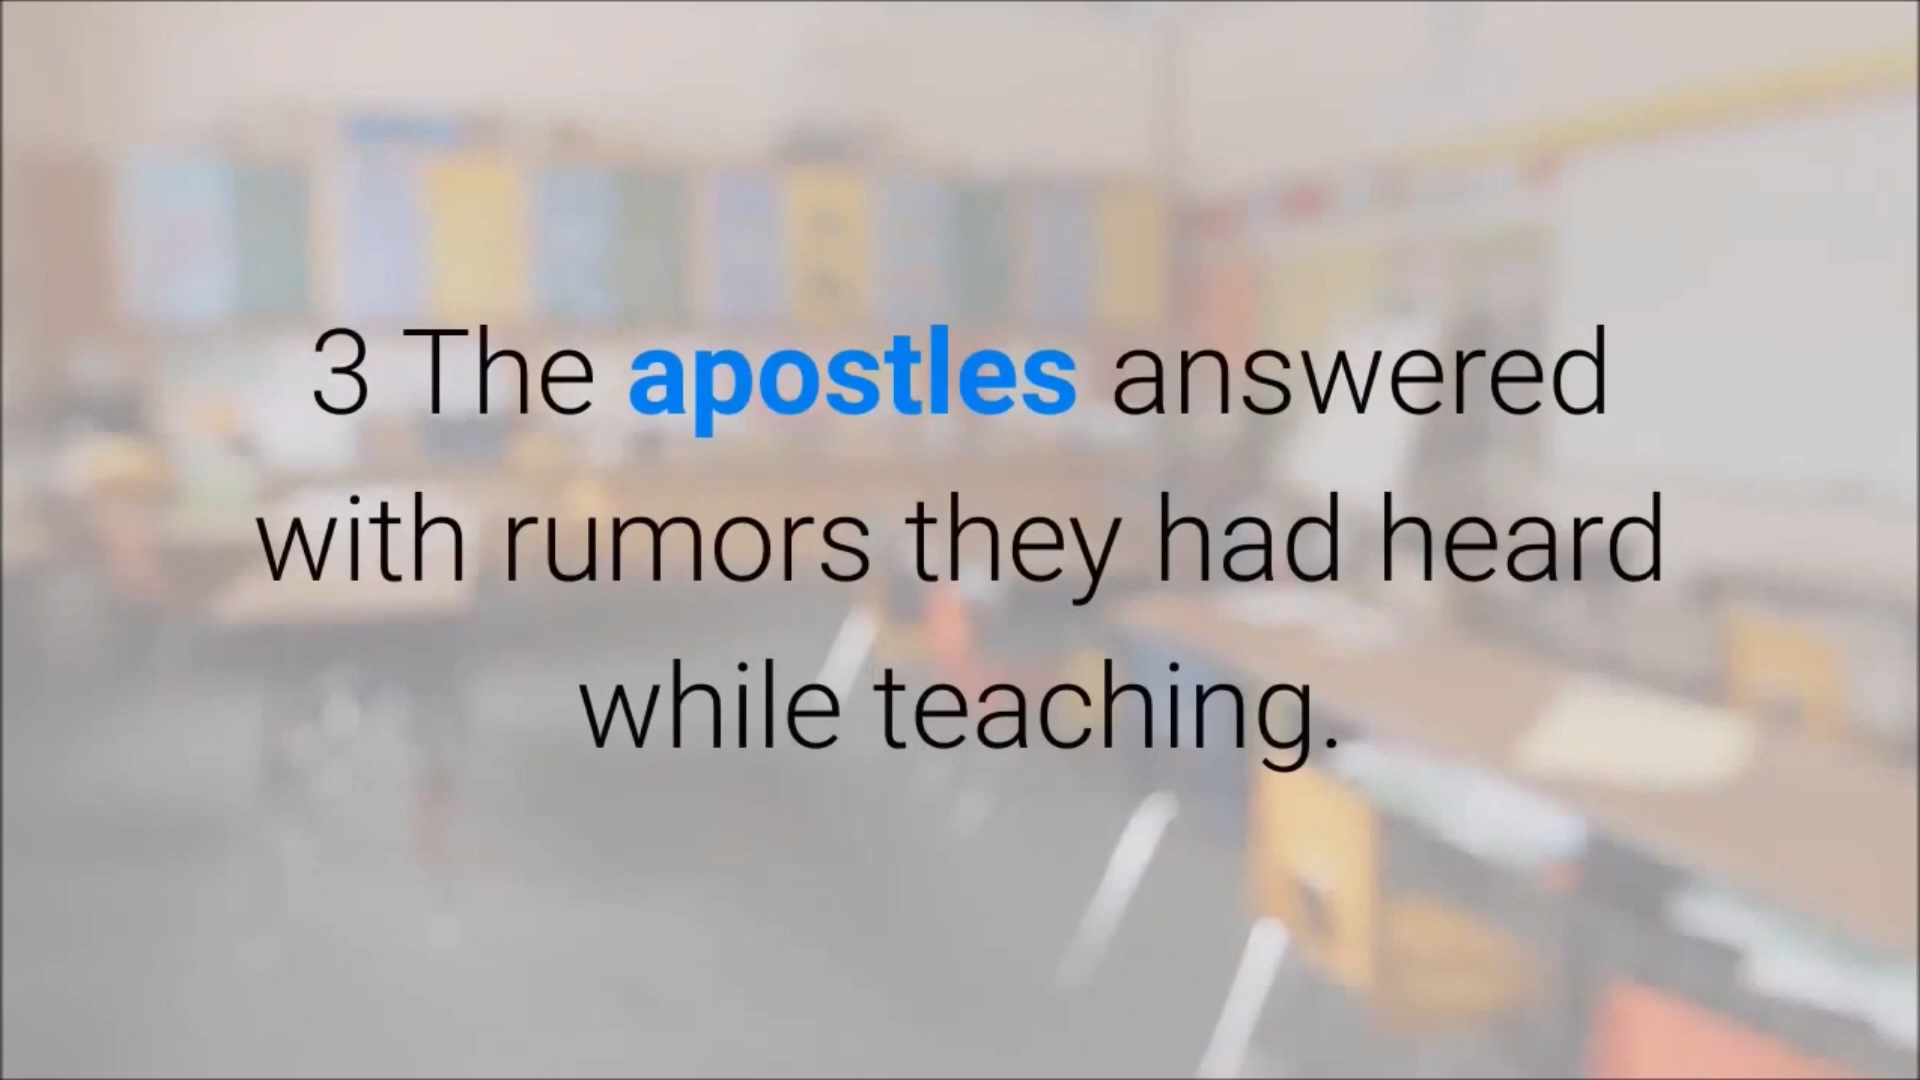 3 The apostles answered
with rumors they had heard
while teaching.